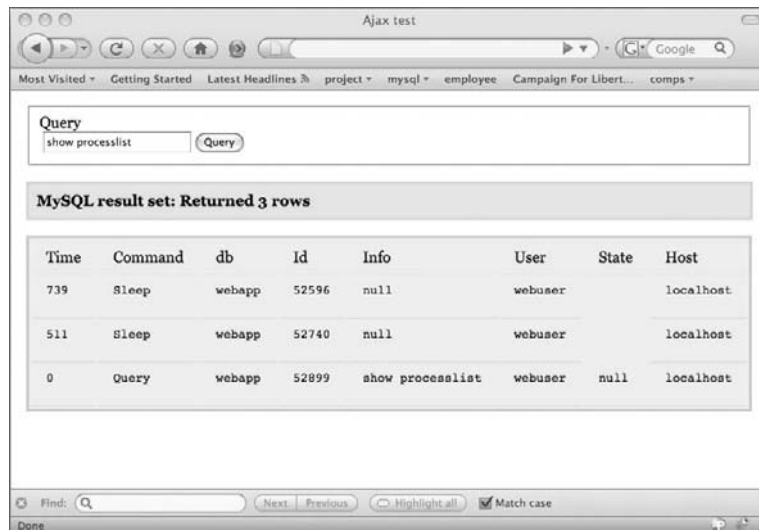 Ajax test
Google
Most Visited Getting Started Latest Headlines project mysql employee Campaign For Libert... comps
Query
show processlist Query
MySQL result set: Returned 3 rows
Time Command db Id Info User State Host
739 Sleep webapp 52596 null webuser localhost
511 Sleep webapp 52740 null webuser localhost
0 Query webapp 52899 show processlist webuser null localhost
Find: Next Previous Highlight all Match case
Done